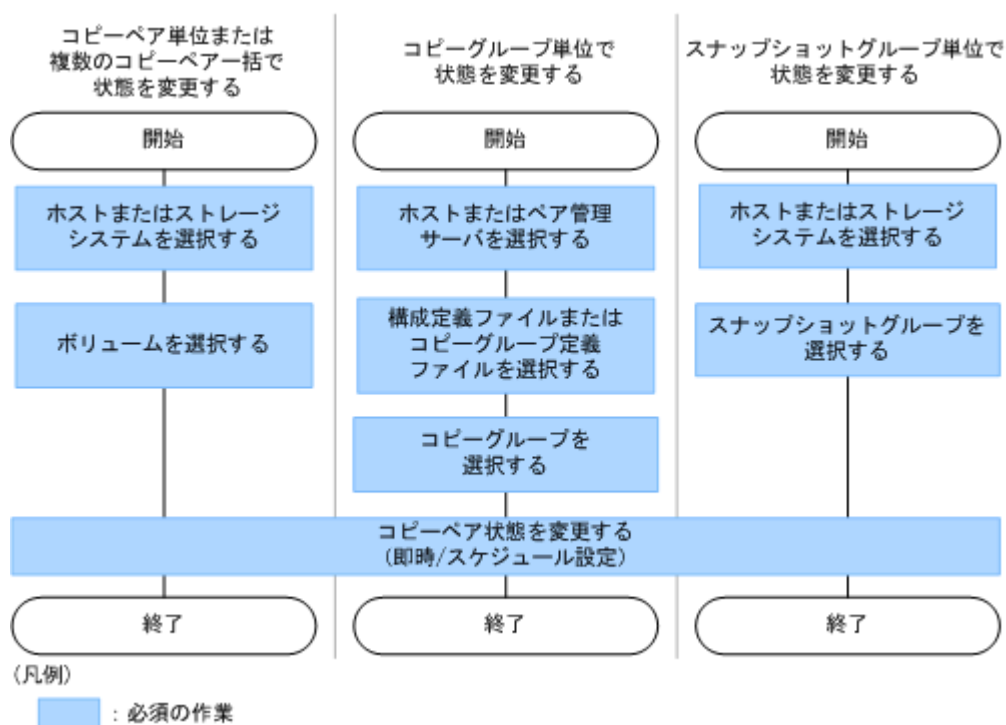 コピーペア単位または
複数のコピーペア一括で
状態を変更する
開始
ホストまたはストレージ
システムを選択する
ボリュームを選択する
コピーグループ単位で
状態を変更する
開始
ホストまたはペア管理
サーバを選択する
構成定義ファイルまたは
コピーグループ定義
ファイルを選択する
コピーグループを
選択する
スナップショットグループ単位で
状態を変更する
開始
ホストまたはストレージ
システムを選択する
スナップショットグループを
選択する
コピーペア状態を変更する
(即時/スケジュール設定)
終了
終了
終了
(凡例)
：必須の作業